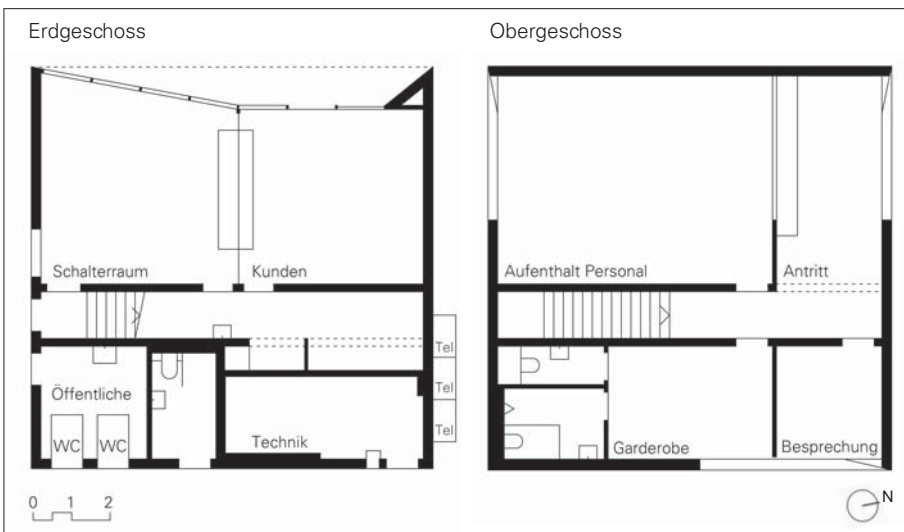 Erdgeschoss
Schalterraum
Kunden
Tel
Tel
Tel
Öffentliche
WC
WC
Technik
0 1 2
Obergeschoss
Aufenthalt Personal
Antritt
Garderobe
Besprechung
N